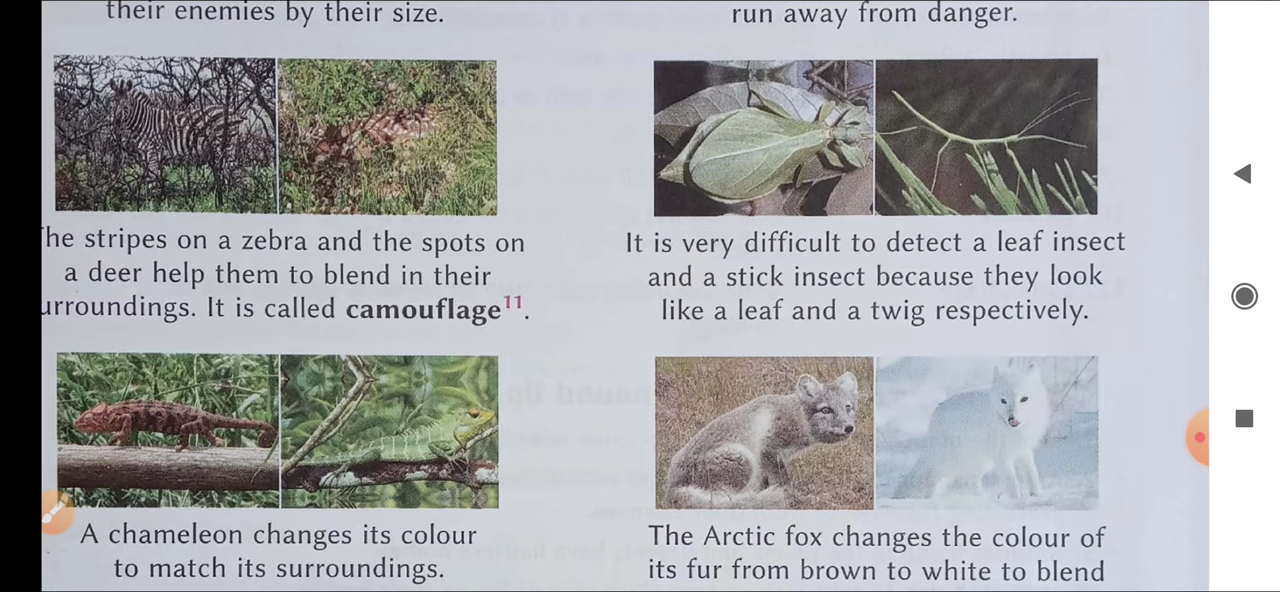 their enemies by their size.
run away from danger.
he stripes on a zebra and the spots on
a deer help them to blend in their
urroundings. It is called camouflage¹¹.
It is very difficult to detect a leaf insect
and a stick insect because they look
like a leaf and a twig respectively.
A chameleon changes its colour
to match its surroundings.
The Arctic fox changes the colour of
its fur from brown to white to blend